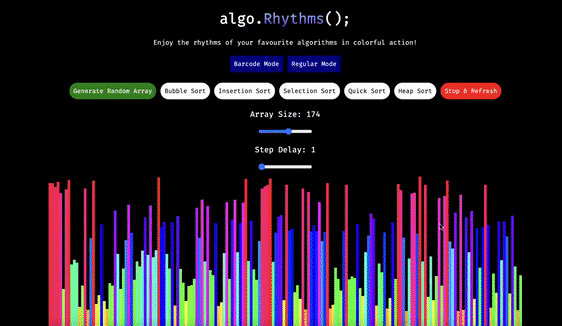 algo.Rhythms();
Enjoy the rhythms of your favourite algorithms in colorful action!
Barcode Mode Regular Mode
Generate Random Array Bubble Sort Insertion Sort Selection Sort Quick Sort Heap Sort Stop & Refresh
Array Size: 174
Step Delay: 1